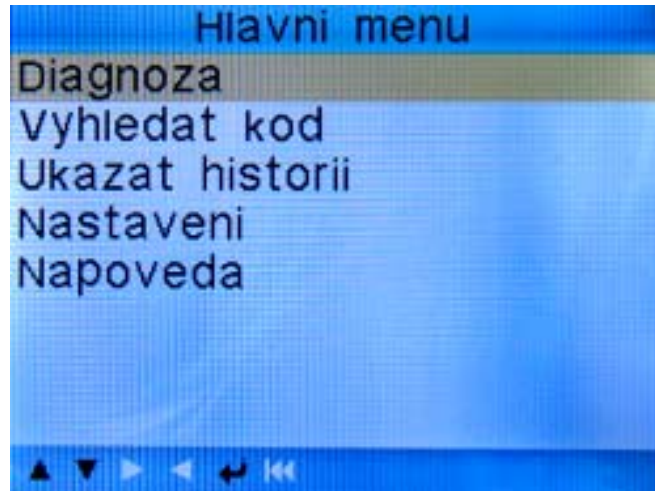 Hlavni menu
Diagnoza
Vyhledat kod
Ukazat historii
Nastaveni
Napoveda